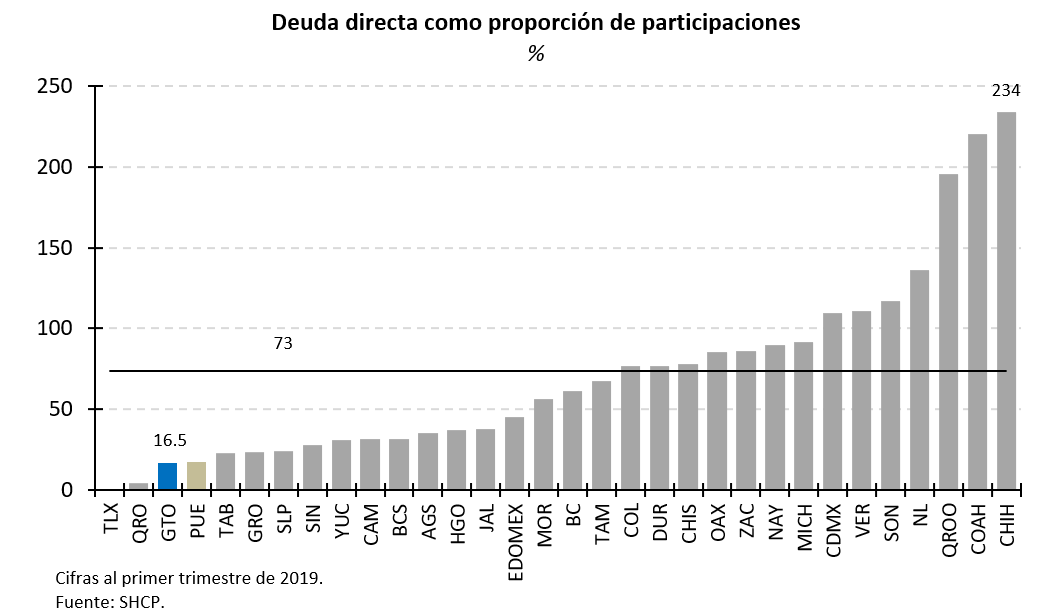 Deuda directa como proporción de participaciones
%
250
234
200
150
100
73
50
16.5
0
TLX QRO GTO PUE TAB GRO SLP SIN YUC CAM BCS AGS HGO JAL EDOMEX MOR BC TAM COL DUR CHIS OAX ZAC NAY MICH CDMX VER SON NL QROO COAH CHIH
Cifras al primer trimestre de 2019.
Fuente: SHCP.